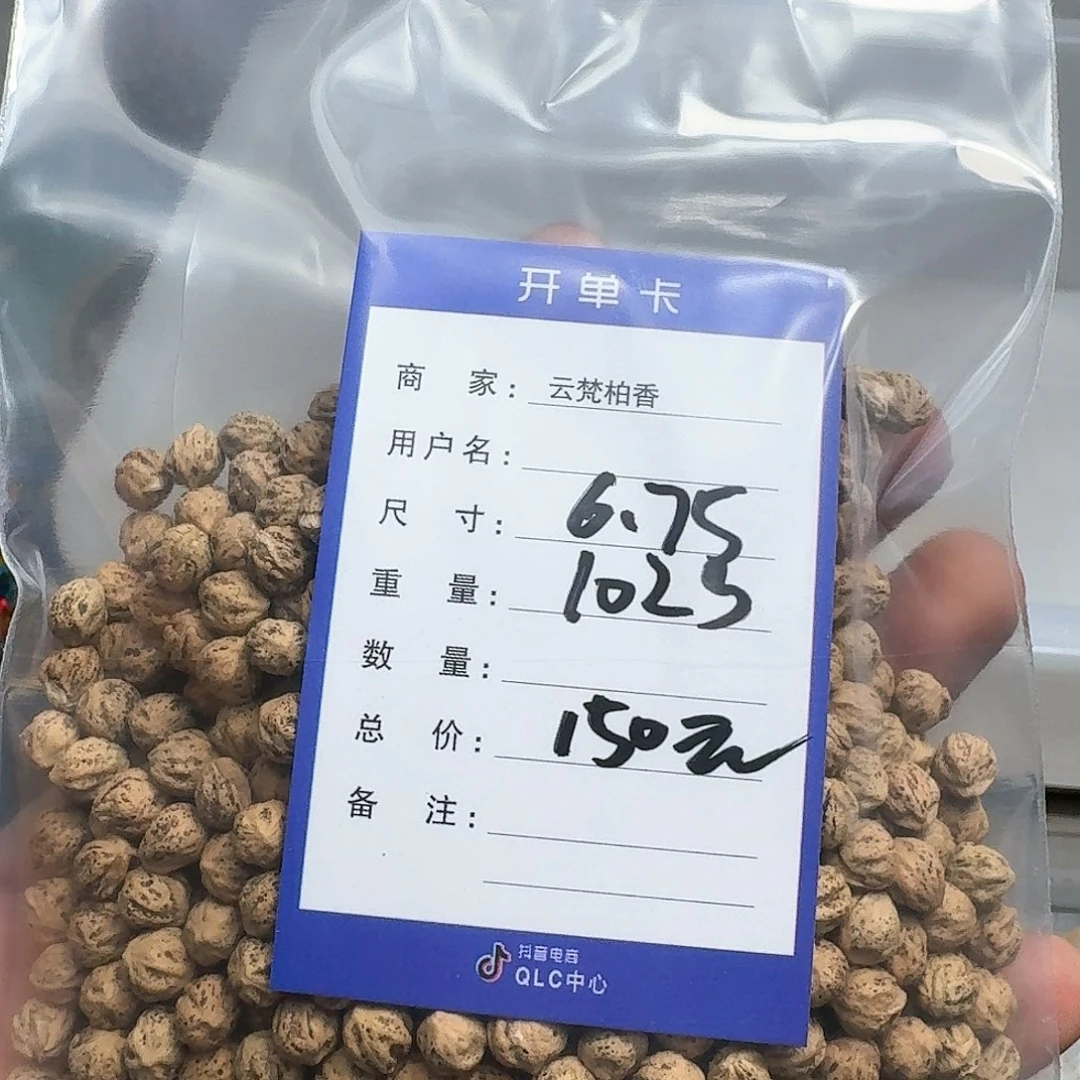 开单卡
商 家: 云梵柏香
用户名:
尺 寸: 6.75
重 量: 102g
数 量:
总 价: 150元
备 注:
抖音电商
QLC中心